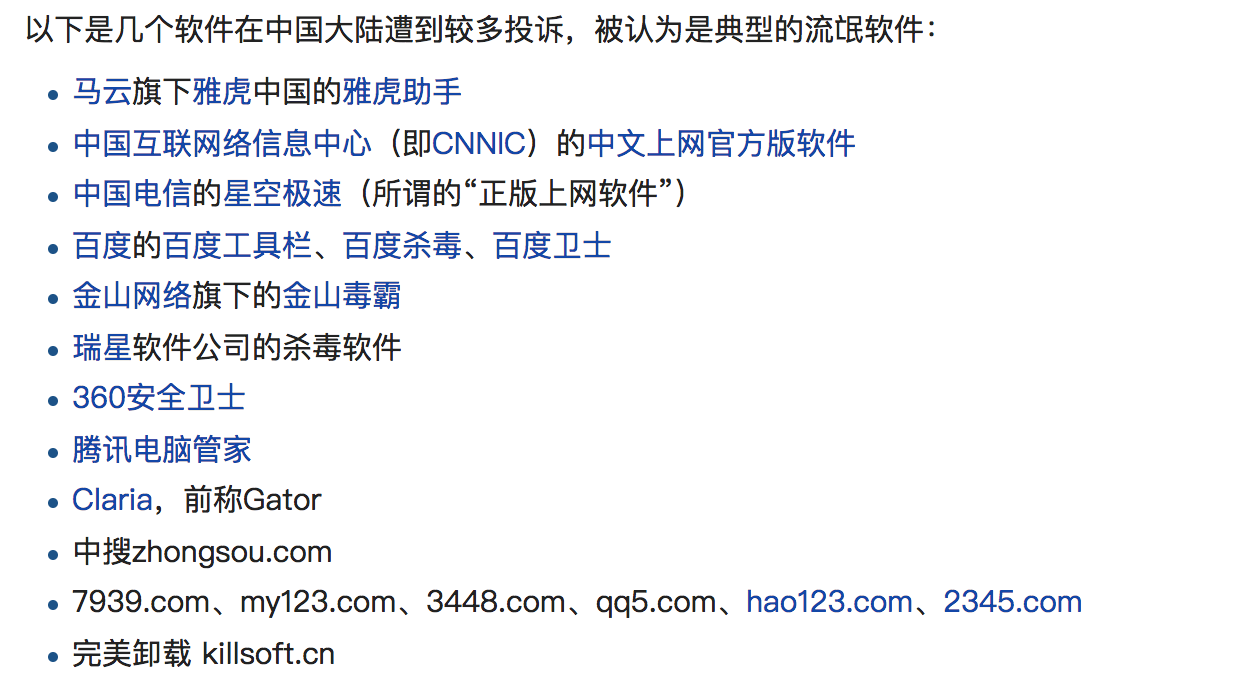 以下是几个软件在中国大陆遭到较多投诉，被认为是典型的流氓软件：
马云旗下雅虎中国的雅虎助手
中国互联网络信息中心（即CNNIC）的中文上网官方版软件
中国电信的星空极速（所谓的“正版上网软件”）
百度的百度工具栏、百度杀毒、百度卫士
金山网络旗下的金山毒霸
瑞星软件公司的杀毒软件
360安全卫士
腾讯电脑管家
Claria，前称Gator
中搜zhongsou.com
7939.com、my123.com、3448.com、qq5.com、hao123.com、2345.com
完美卸载 killsoft.cn